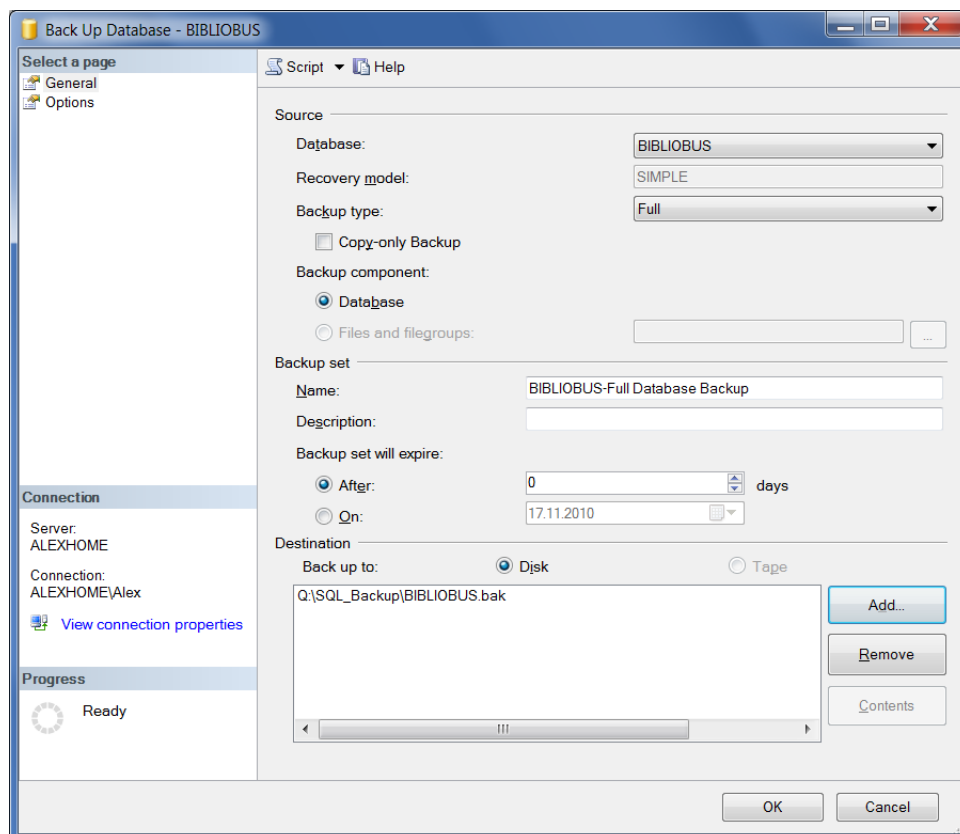 Back Up Database - BIBLIOBUS
Select a page
General
Options
Script Help
Source
Database: BIBLIOBUS
Recovery model: SIMPLE
Backup type: Full
Copy-only Backup
Backup component:
Database
Files and filegroups: ...
Backup set
Name: BIBLIOBUS-Full Database Backup
Description:
Backup set will expire:
After: 0 days
On: 17.11.2010
Destination
Back up to: Disk Tape
Q:\SQL_Backup\BIBLIOBUS.bak
Add...
Remove
Contents
Connection
Server:
ALEXHOME
Connection:
ALEXHOME\Alex
View connection properties
Progress
Ready
OK Cancel